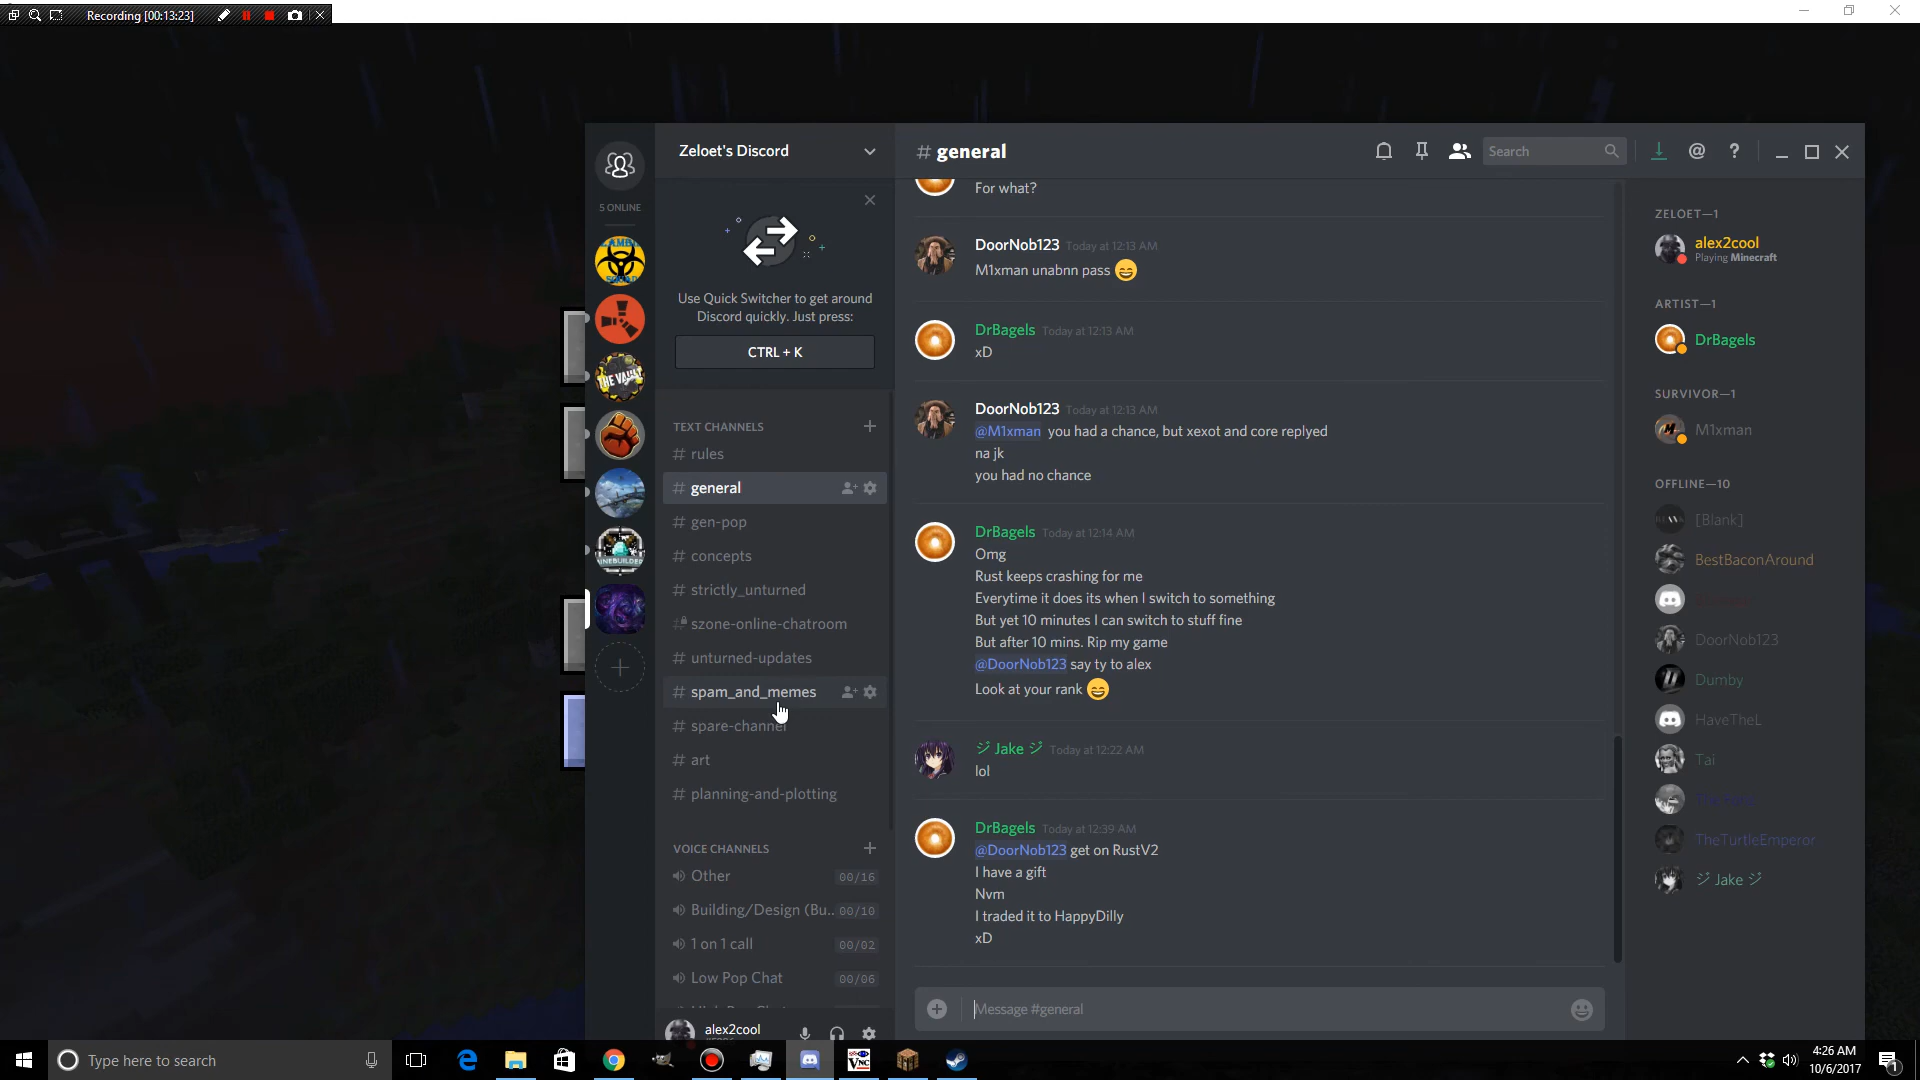 Recording [00:13:23]
Zeloet's Discord
# general
Search
5 ONLINE
Use Quick Switcher to get around
Discord quickly. Just press:
CTRL + K
TEXT CHANNELS
# rules
# general
# gen-pop
# concepts
# strictly_unturned
# szone-online-chatroom
# unturned-updates
# spam_and_memes
# spare-channel
# art
# planning-and-plotting
VOICE CHANNELS
Other 00/16
Building/Design (Bu.. 00/10
1 on 1 call 00/02
Low Pop Chat 00/06
alex2cool
THE VAULT
For what?
DoorNob123 Today at 12:13 AM
M1xman unabnn pass
DrBagels Today at 12:13 AM
xD
DoorNob123 Today at 12:13 AM
@M1xman you had a chance, but xexot and core replyed
na jk
you had no chance
DrBagels Today at 12:14 AM
Omg
Rust keeps crashing for me
Everytime it does its when I switch to something
But yet 10 minutes I can switch to stuff fine
But after 10 mins. Rip my game
@DoorNob123 say ty to alex
Look at your rank
ジ Jake ジ Today at 12:22 AM
lol
DrBagels Today at 12:39 AM
@DoorNob123 get on RustV2
I have a gift
Nvm
I traded it to HappyDilly
xD
Message #general
ZELOET—1
alex2cool
Playing Minecraft
ARTIST—1
DrBagels
SURVIVOR—1
M1xman
OFFLINE—10
[Blank]
BestBaconAround
DoorNob123
Dumby
HaveTheL
Tai
TheTurtleEmperor
ジ Jake ジ
Type here to search
VNC
4:26 AM
10/6/2017
1